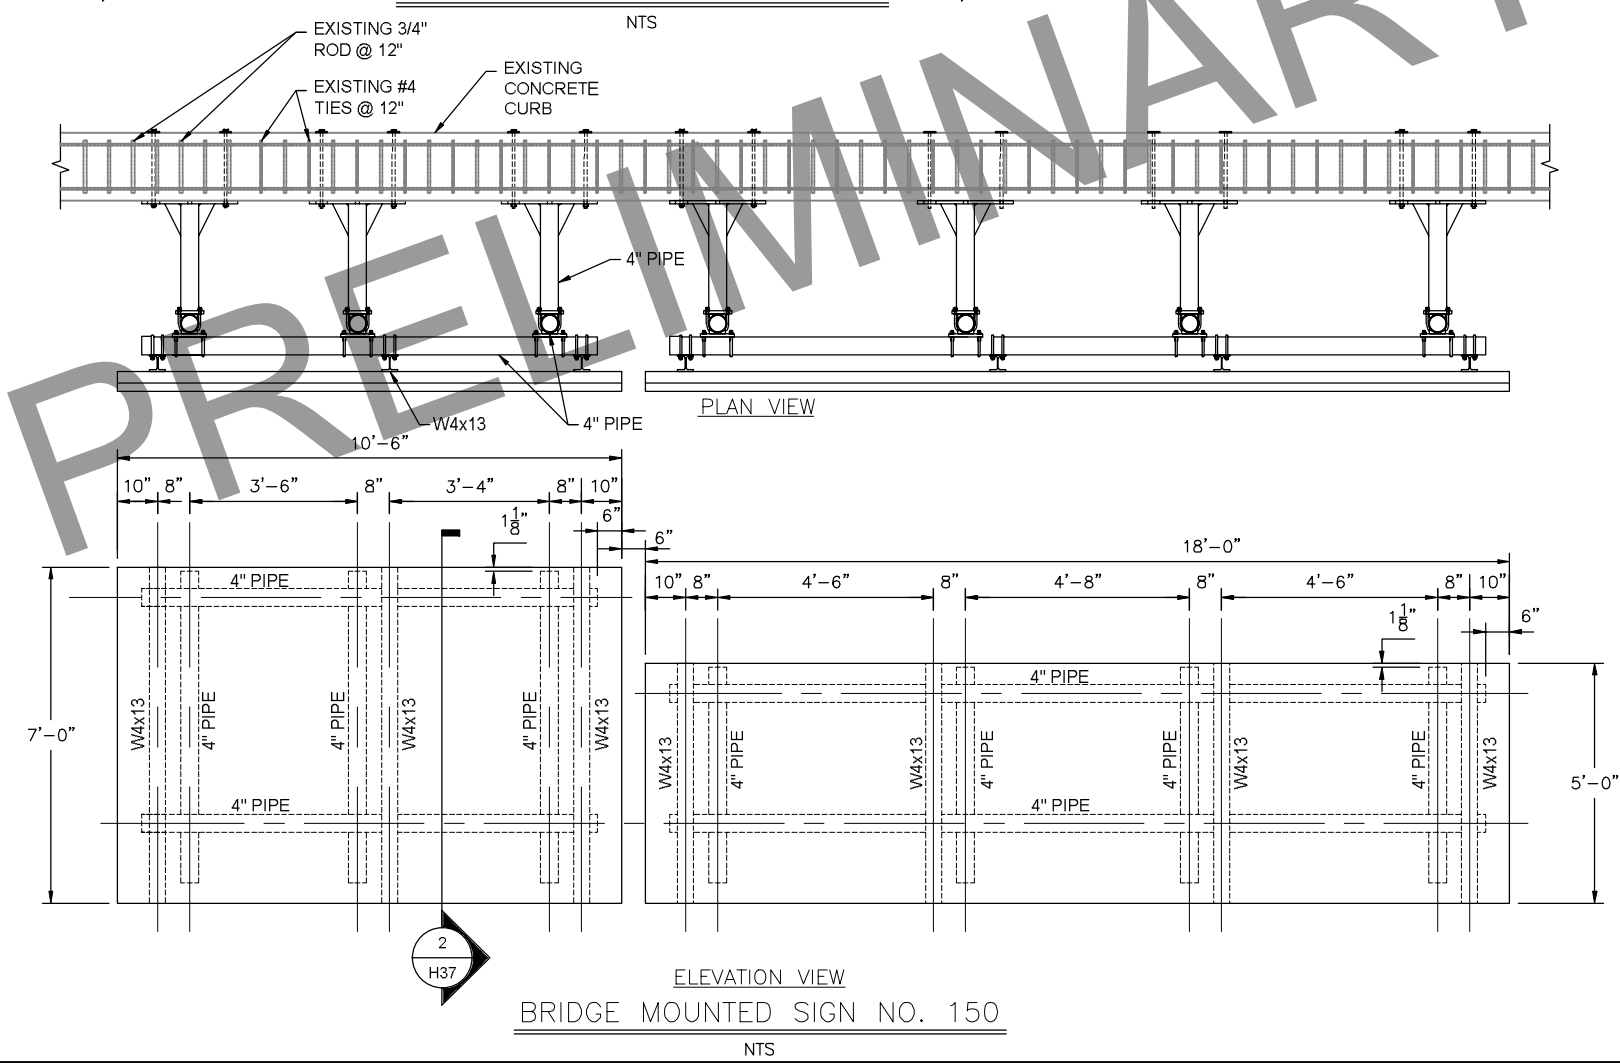 NTS
EXISTING 3/4"
ROD @ 12"
EXISTING #4
TIES @ 12"
EXISTING
CONCRETE
CURB
4" PIPE
PRELIMINARY
PLAN VIEW
W4x13
4" PIPE
10'-6"
10" 8" 3'-6" 8" 3'-4" 8" 10"
1 1/8"
6"
6"
18'-0"
10" 8" 4'-6" 8" 4'-8" 8" 4'-6" 8" 10"
1 1/8"
6"
4" PIPE
4" PIPE
W4x13
4" PIPE
4" PIPE
W4x13
4" PIPE
W4x13
7'-0"
W4x13
4" PIPE
W4x13
4" PIPE
4" PIPE
W4x13
4" PIPE
W4x13
5'-0"
4" PIPE
4" PIPE
2
H37
ELEVATION VIEW
BRIDGE MOUNTED SIGN NO. 150
NTS